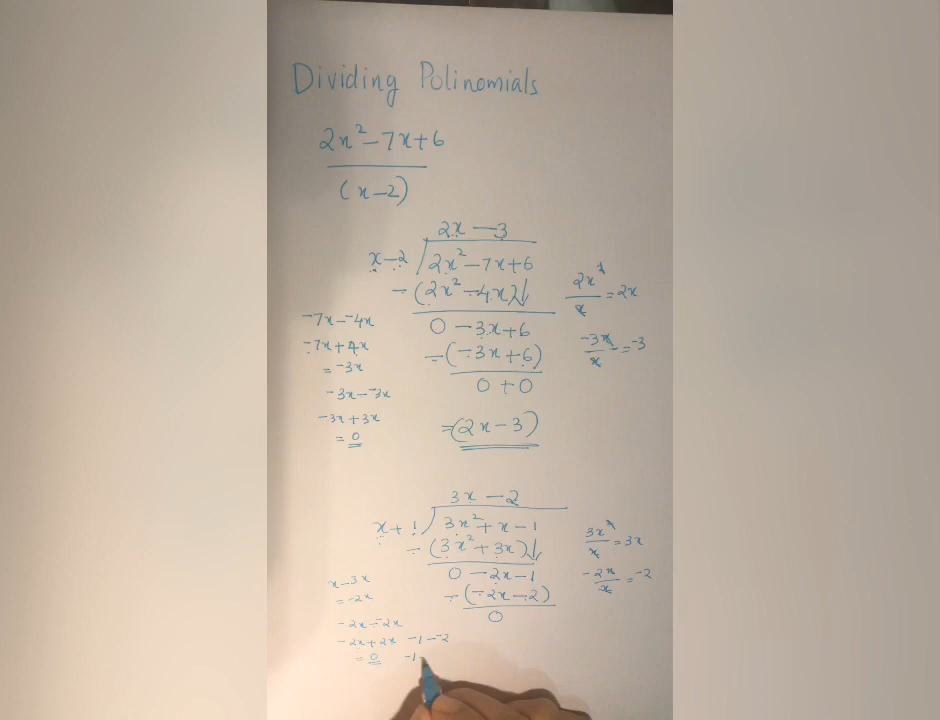 Dividing Polinomials
2x² - 7x + 6
(x - 2)
2x - 3
x - 2 2x² - 7x + 6
- (2x² - 4x)↓
0 - 3x + 6
- (-3x + 6)
0 + 0
= (2x - 3)
-7x - -4x
-7x + 4x
= -3x
-3x - -3x
-3x + 3x
= 0
2x²
x = 2x
-3x
x = -3
3x - 2
x + 1 3x² + x - 1
- (3x² + 3x)↓
0 - 2x - 1
- (-2x - 2)
0
x - 3x
= -2x
-2x - -2x
-2x + 2x -1 - -2
= 0 -1
3x²
x = 3x
-2x
x = -2